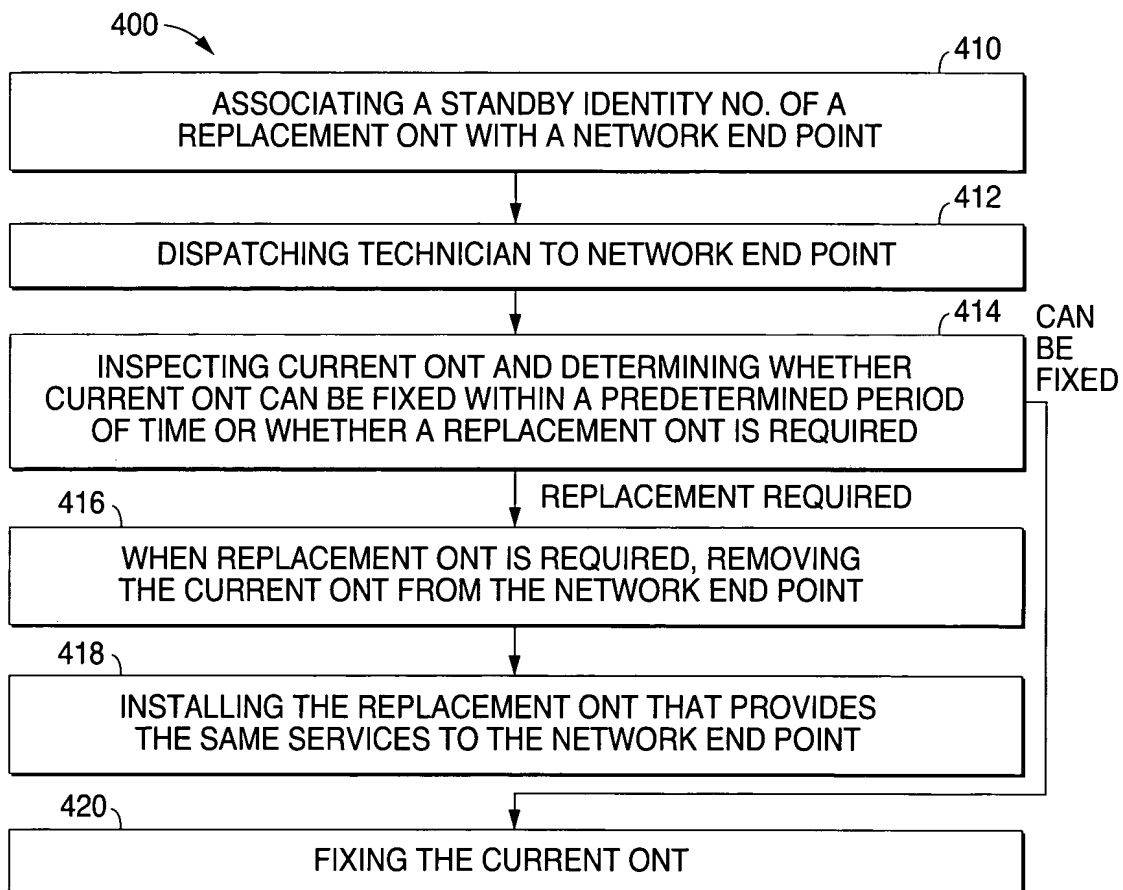 400
410
ASSOCIATING A STANDBY IDENTITY NO. OF A
REPLACEMENT ONT WITH A NETWORK END POINT
412
DISPATCHING TECHNICIAN TO NETWORK END POINT
414
CAN
BE
FIXED
INSPECTING CURRENT ONT AND DETERMINING WHETHER
CURRENT ONT CAN BE FIXED WITHIN A PREDETERMINED PERIOD
OF TIME OR WHETHER A REPLACEMENT ONT IS REQUIRED
REPLACEMENT REQUIRED
416
WHEN REPLACEMENT ONT IS REQUIRED, REMOVING
THE CURRENT ONT FROM THE NETWORK END POINT
418
INSTALLING THE REPLACEMENT ONT THAT PROVIDES
THE SAME SERVICES TO THE NETWORK END POINT
420
FIXING THE CURRENT ONT